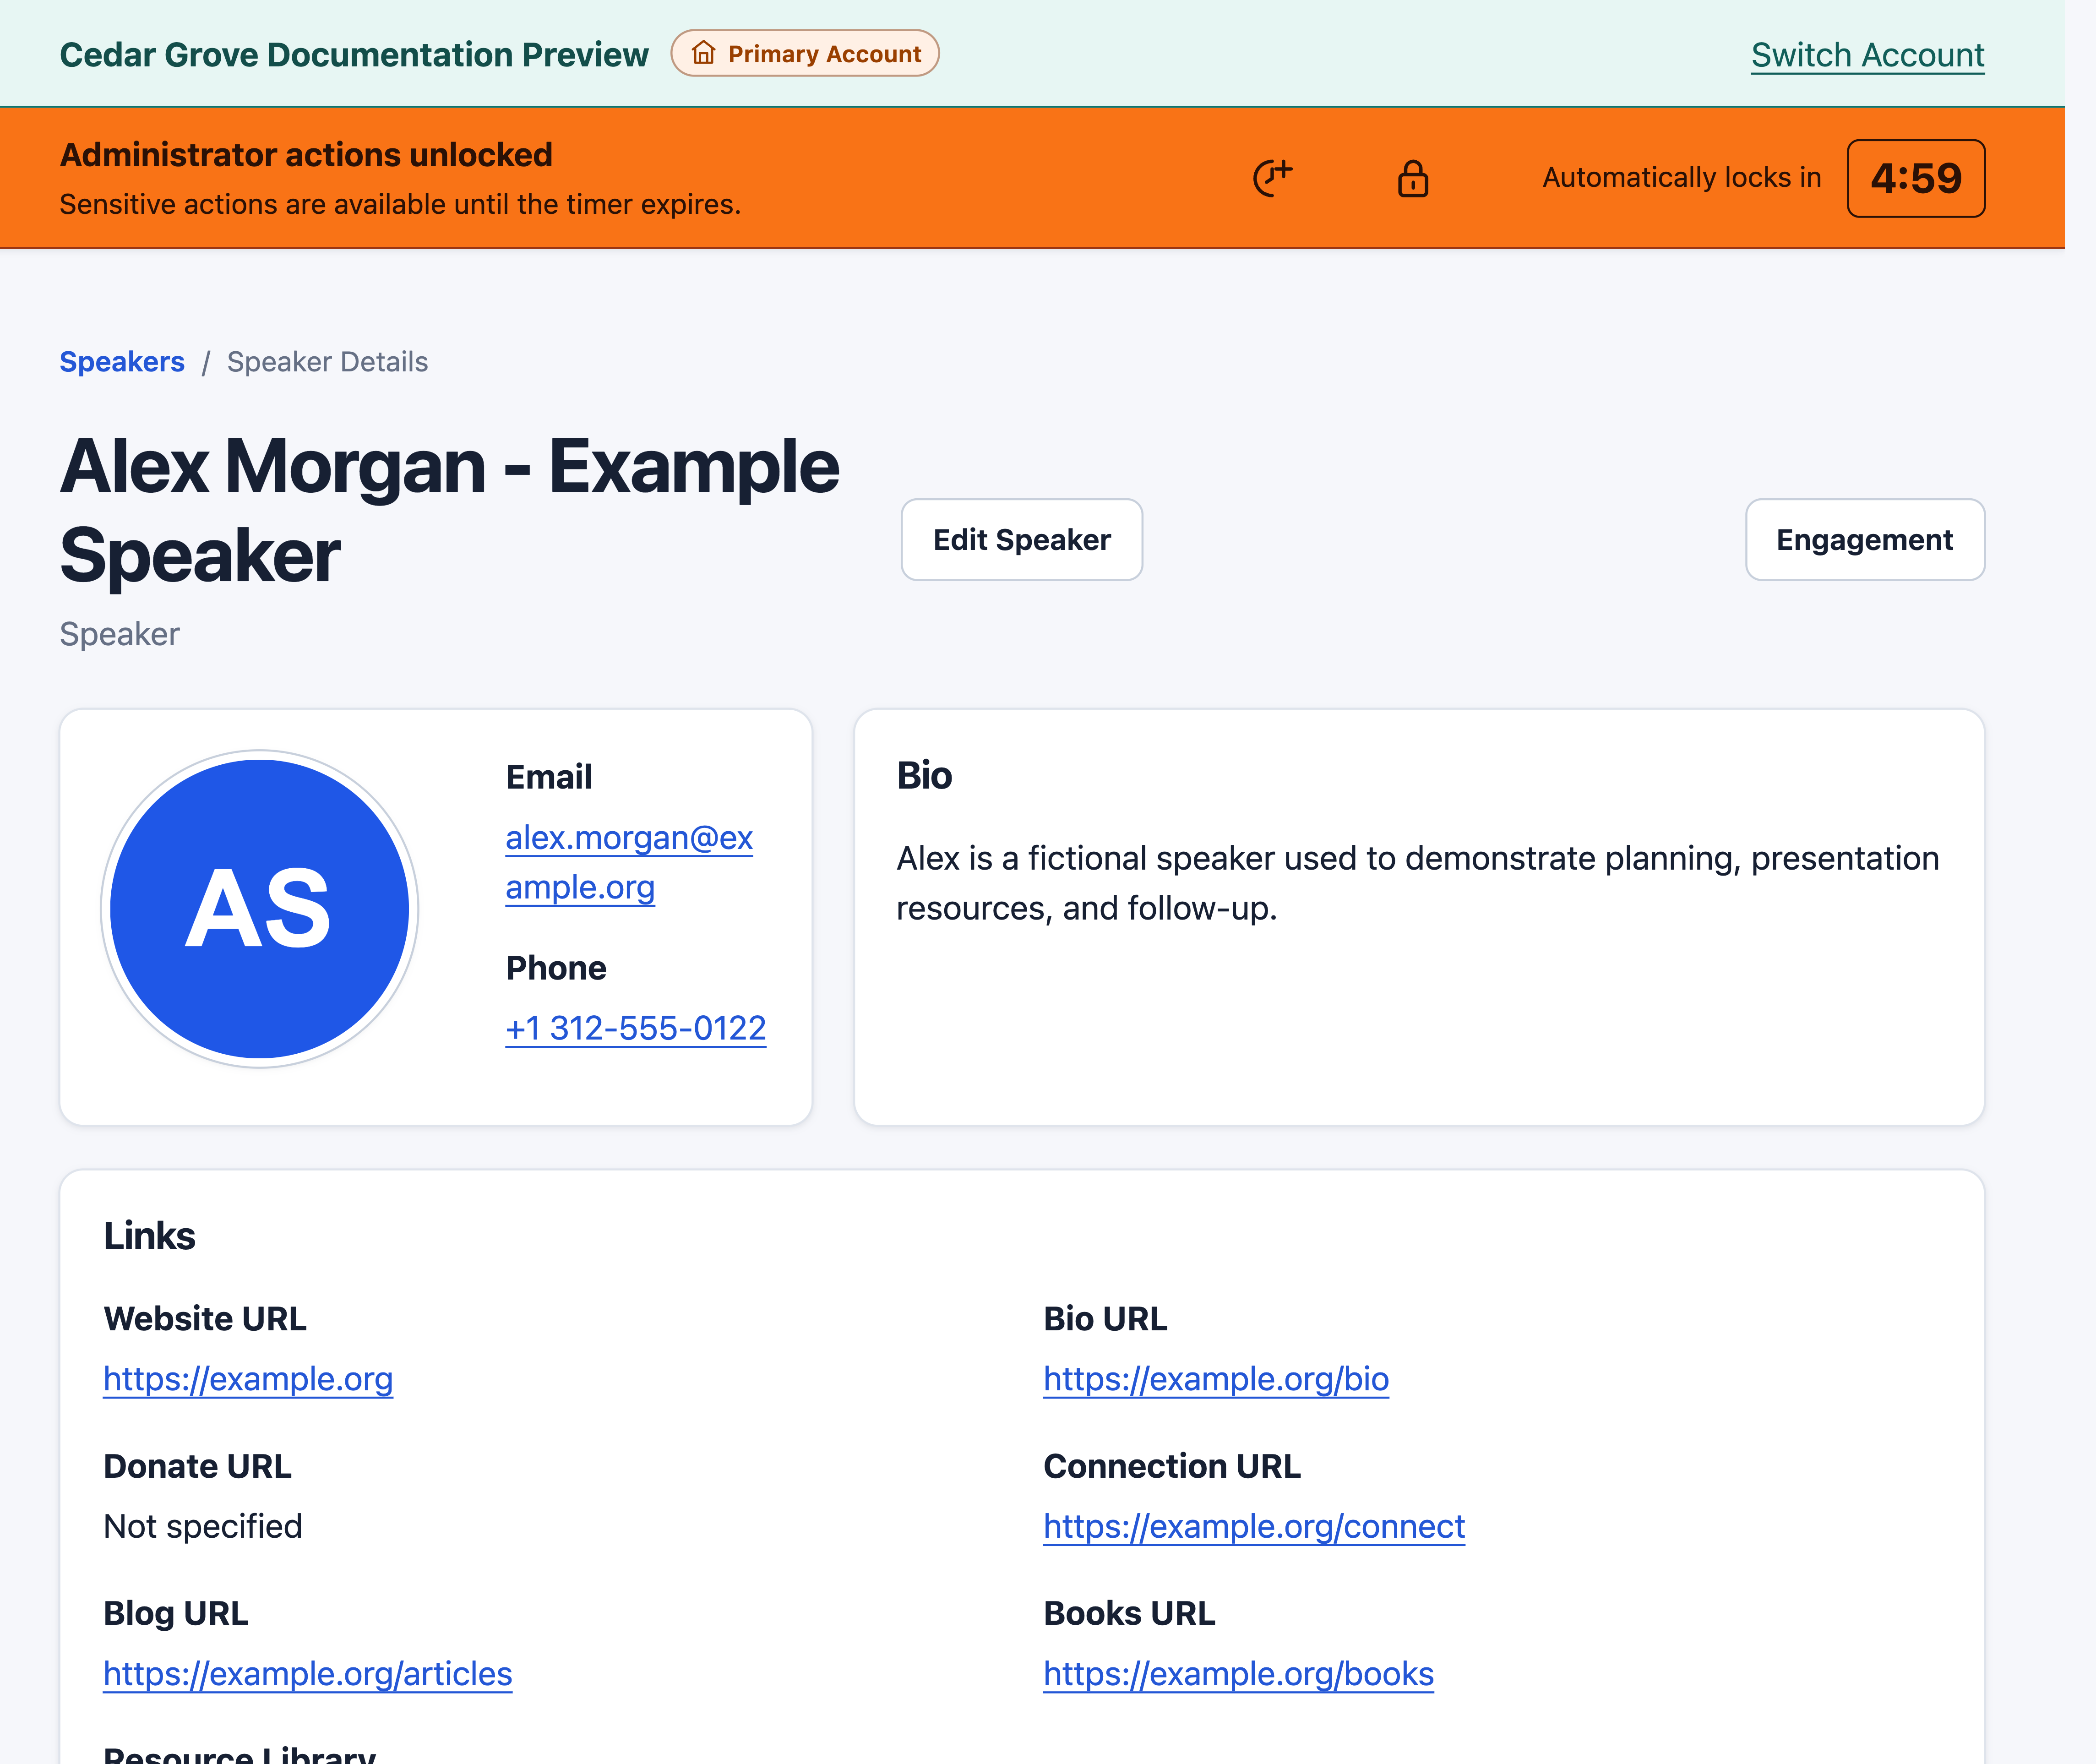 Cedar Grove Documentation Preview
Primary Account
Switch Account
Administrator actions unlocked
Sensitive actions are available until the timer expires.
Automatically locks in
4:59
Speakers / Speaker Details
Alex Morgan - Example
Speaker
Edit Speaker
Engagement
Speaker
AS
Email
alex.morgan@ex
ample.org
Phone
+1 312-555-0122
Bio
Alex is a fictional speaker used to demonstrate planning, presentation
resources, and follow-up.
Links
Website URL
https://example.org
Bio URL
https://example.org/bio
Donate URL
Not specified
Connection URL
https://example.org/connect
Blog URL
https://example.org/articles
Books URL
https://example.org/books
Resource Library